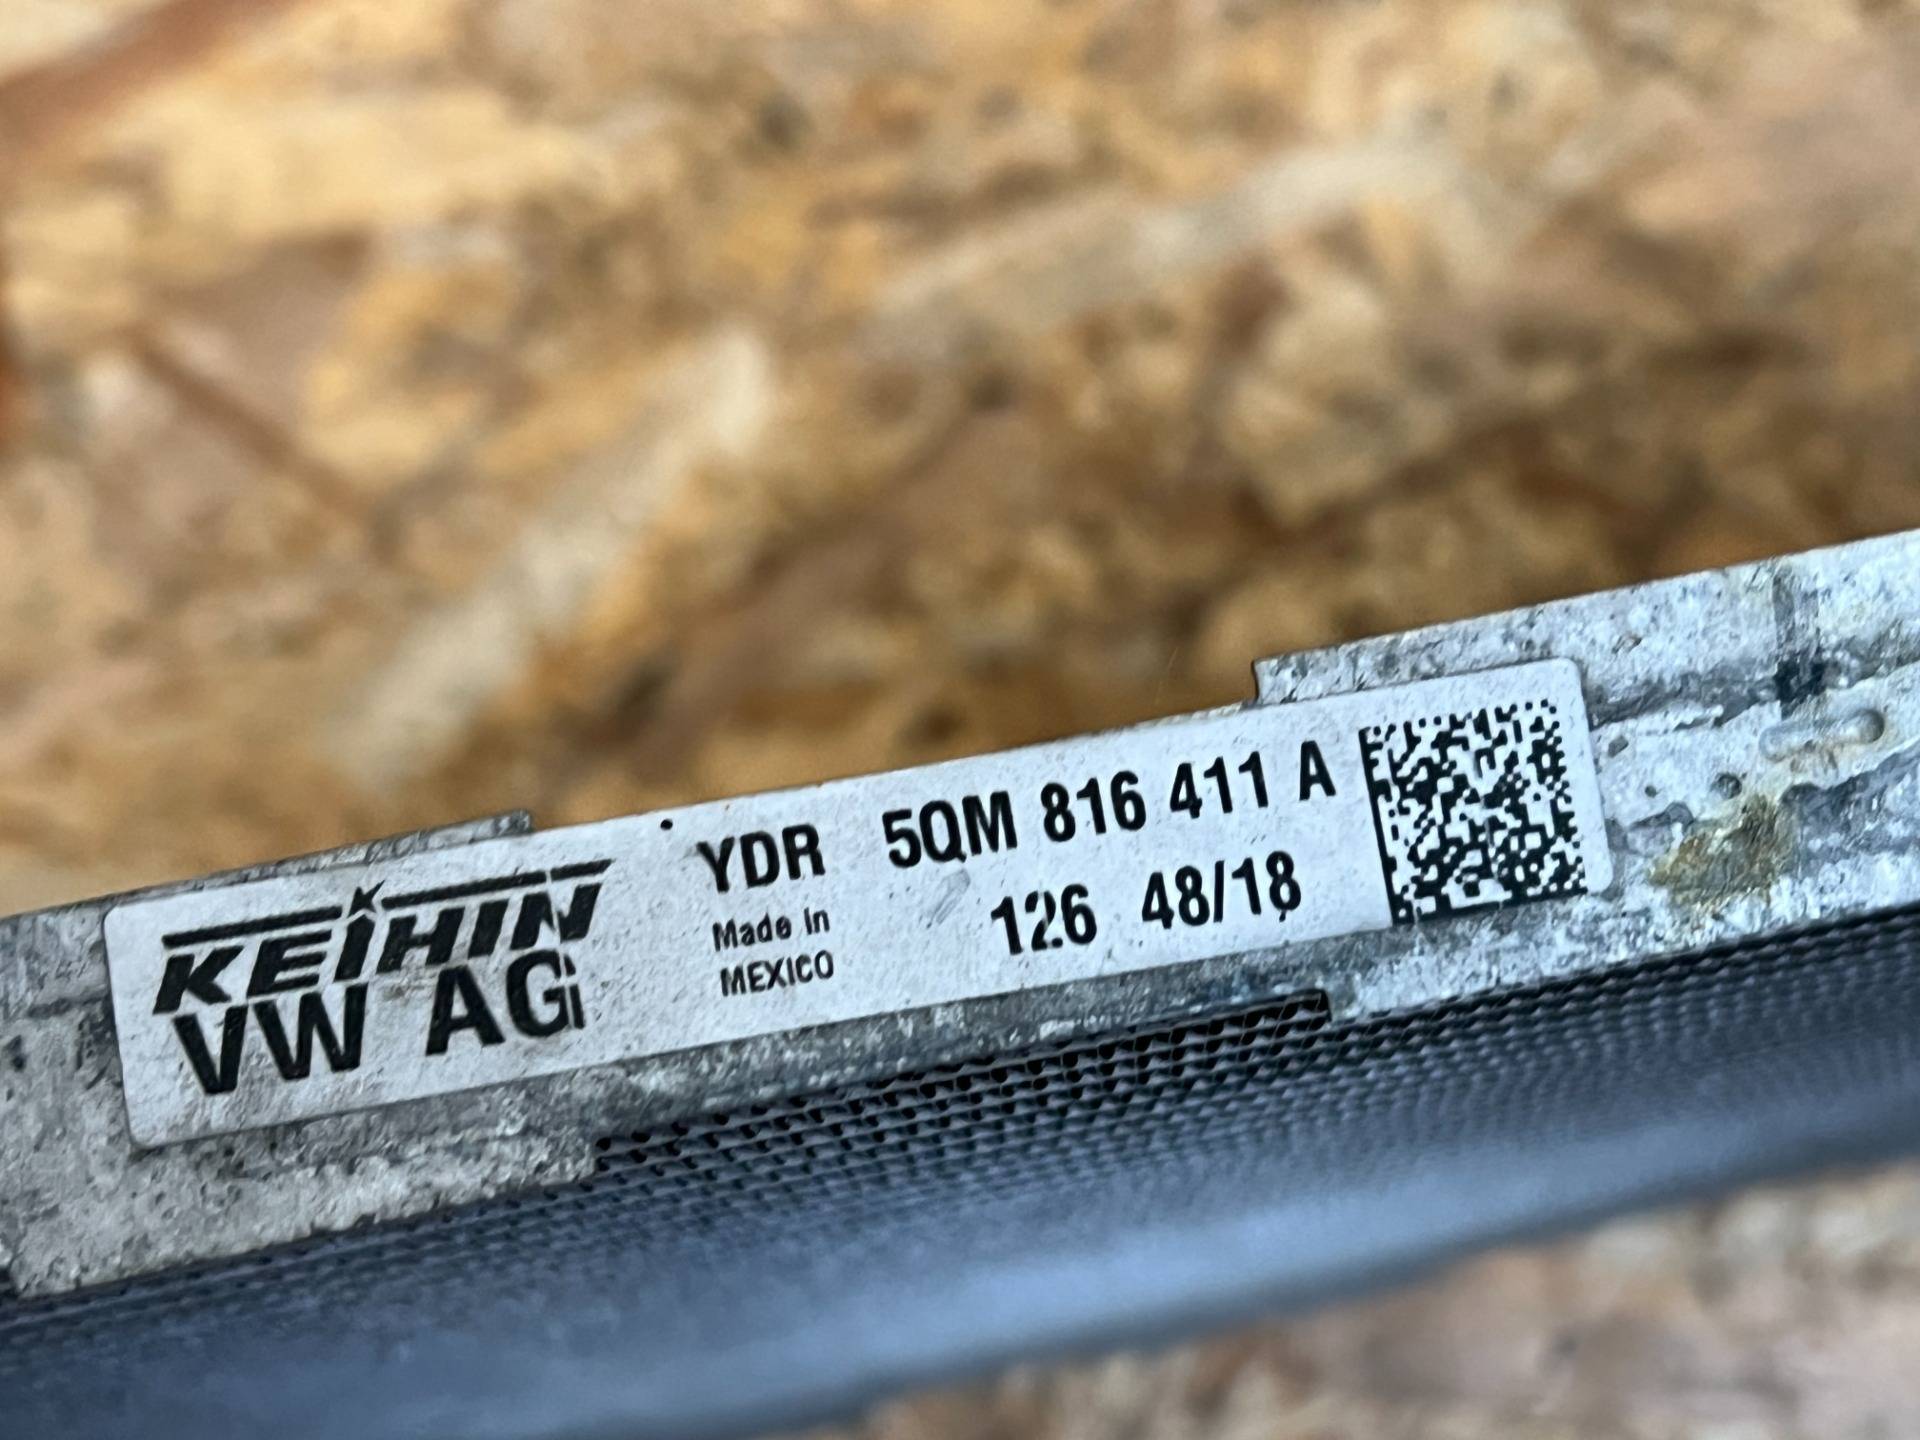 KEIHIN
VW AG
YDR 5QM 816 411 A
Made in
MEXICO
126 48/18